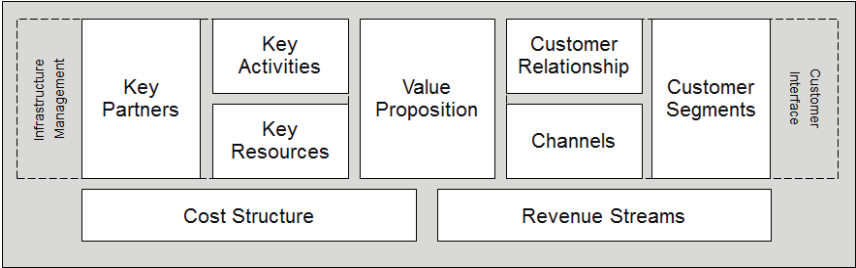 Infrastructure
Management
Key
Partners
Key
Activities
Key
Resources
Value
Proposition
Customer
Relationship
Channels
Customer
Segments
Customer
Interface
Cost Structure
Revenue Streams